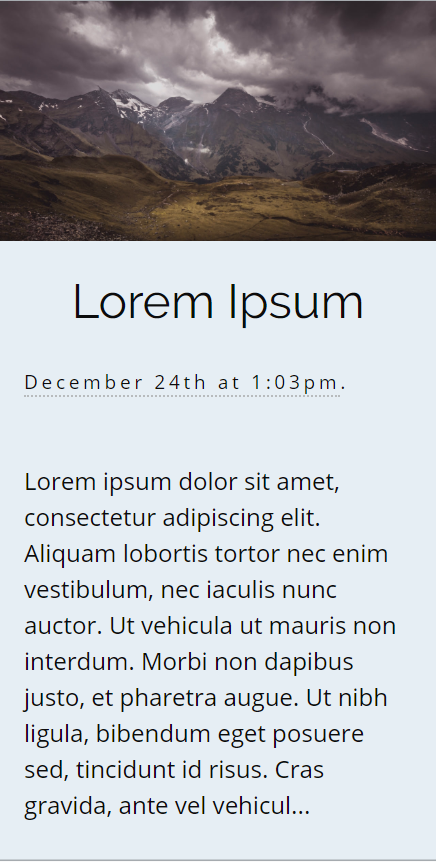 Lorem Ipsum
December 24th at 1:03pm.
Lorem ipsum dolor sit amet,
consectetur adipiscing elit.
Aliquam lobortis tortor nec enim
vestibulum, nec iaculis nunc
auctor. Ut vehicula ut mauris non
interdum. Morbi non dapibus
justo, et pharetra augue. Ut nibh
ligula, bibendum eget posuere
sed, tincidunt id risus. Cras
gravida, ante vel vehicul...